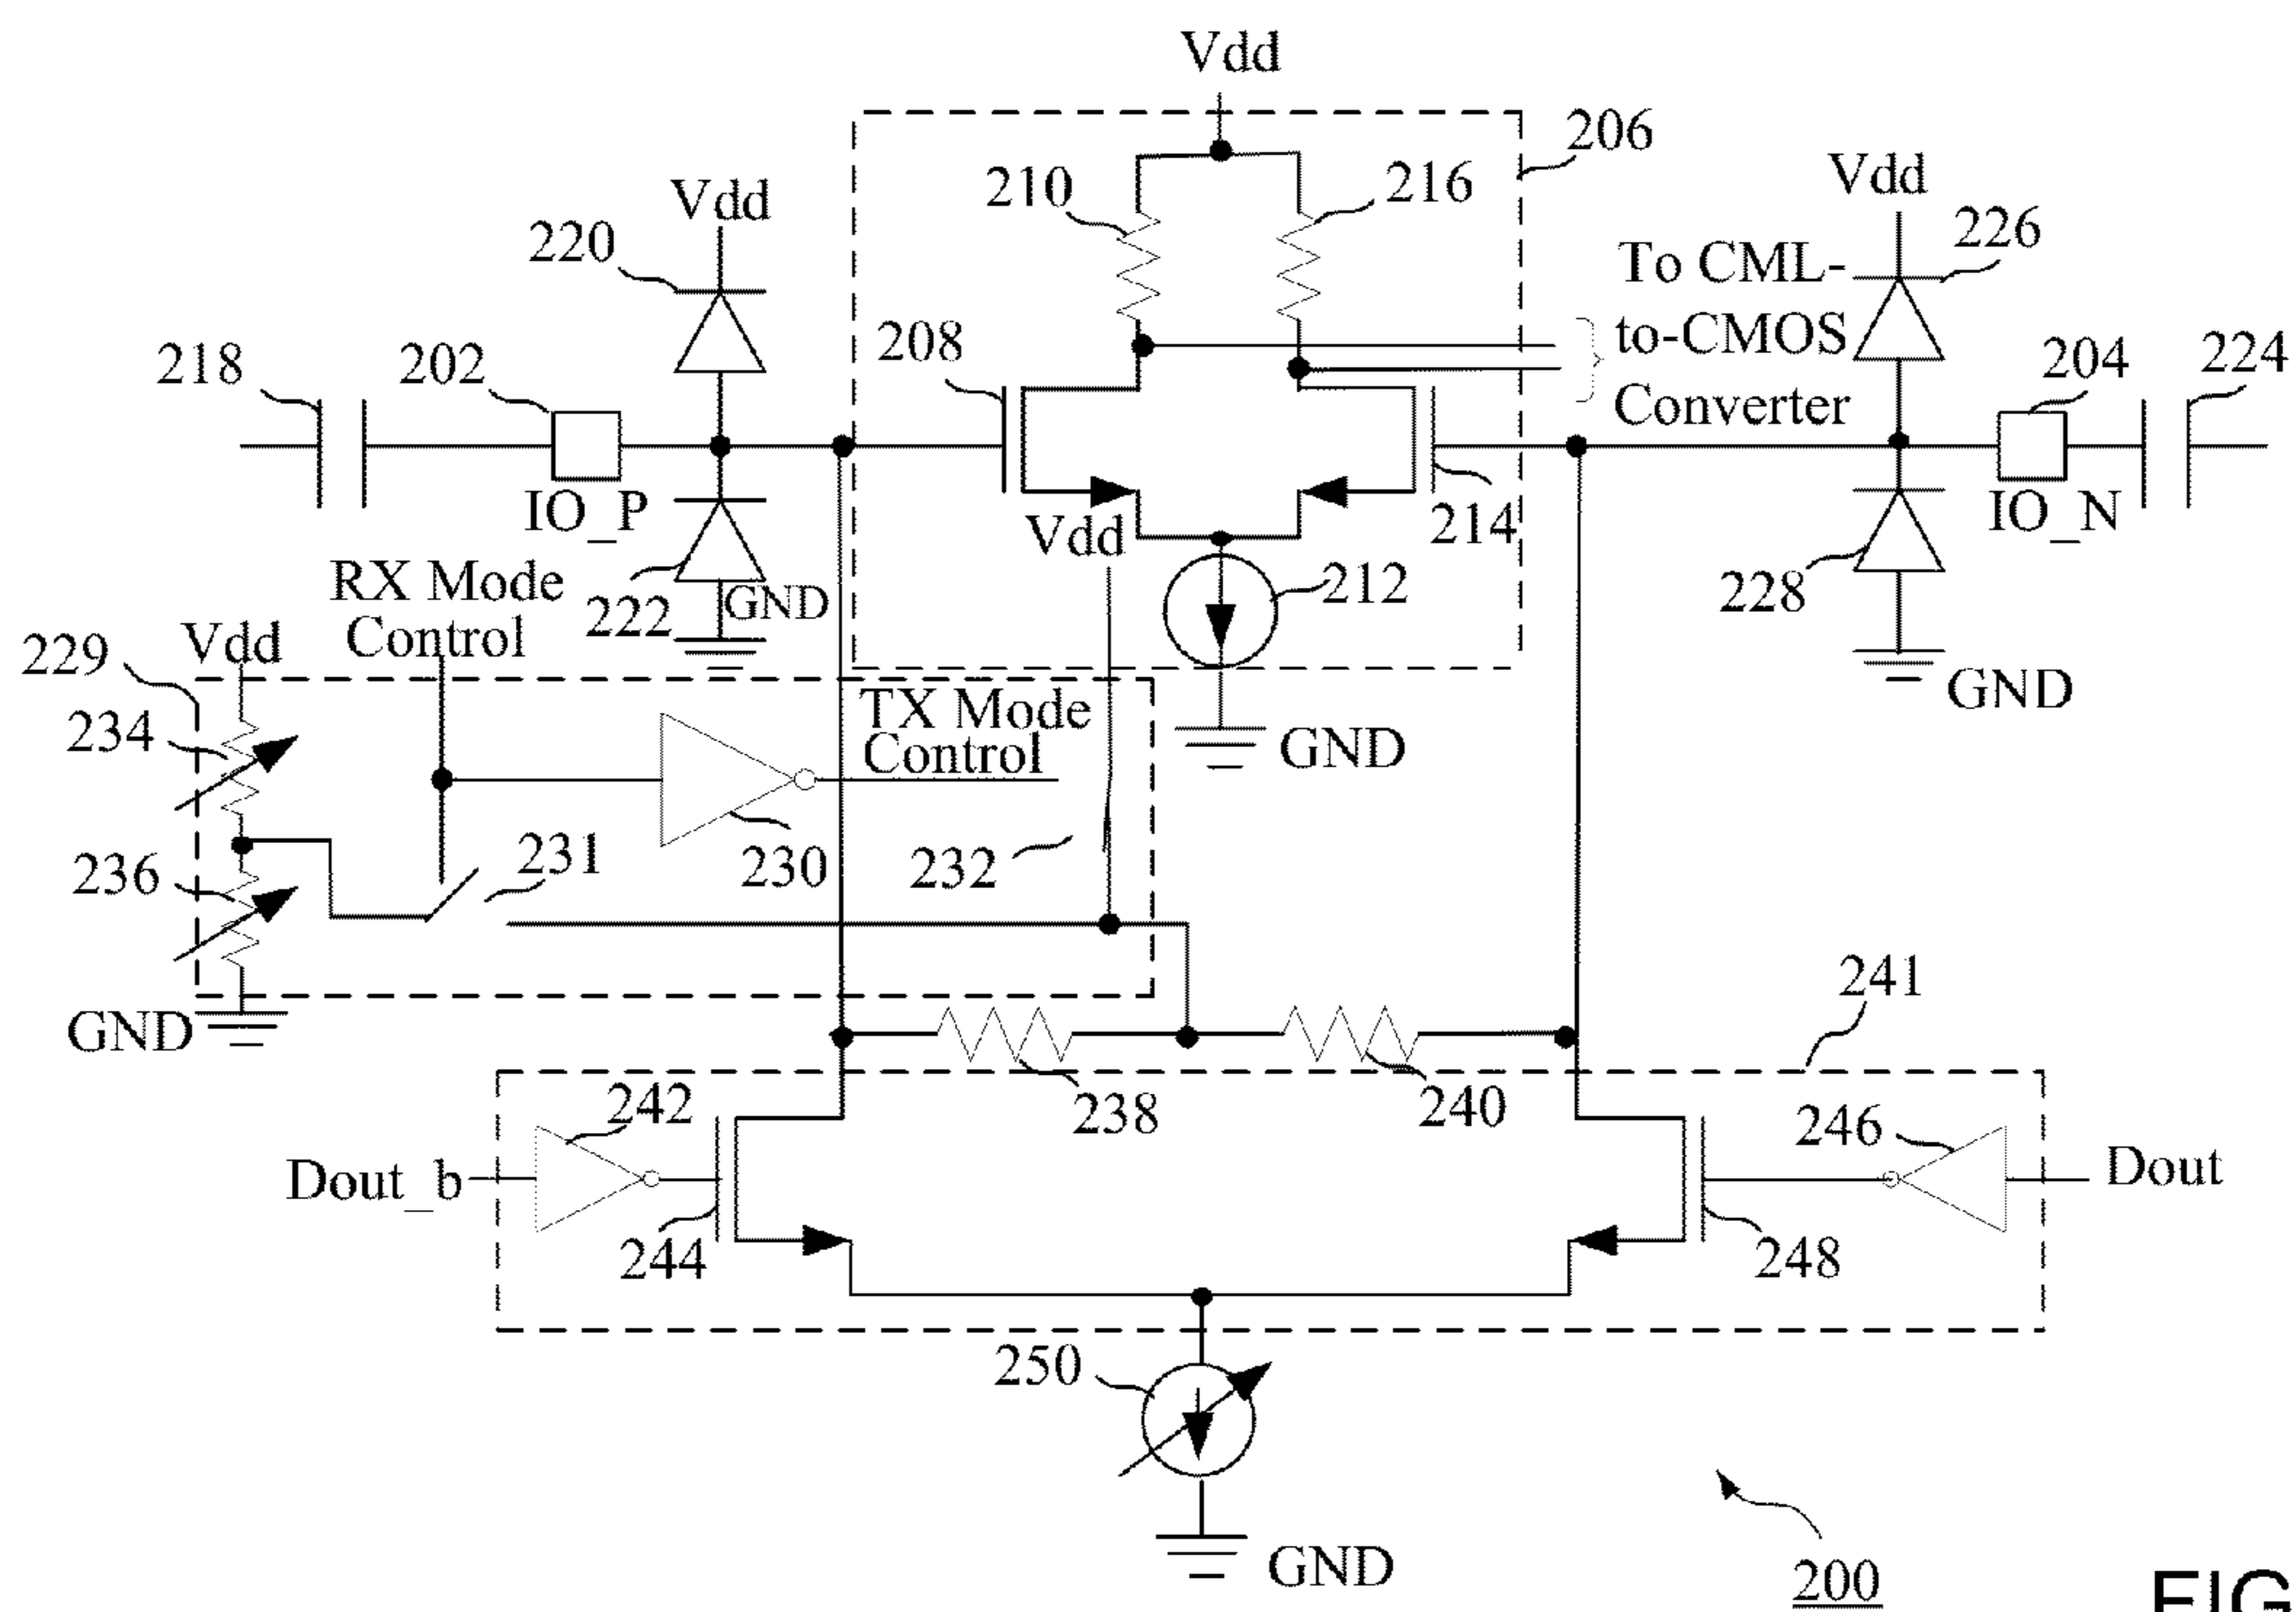 Vdd
206
210
216
Vdd
Vdd
220
226
To CML-
to-CMOS
Converter
208
218
202
204
224
IO_P
Vdd
214
IO_N
RX Mode
Control
222
GND
212
228
229
Vdd
GND
234
TX Mode
Control
GND
236
231
230
232
GND
241
242
238
240
246
Dout_b
Dout
244
248
250
GND
200
FIG